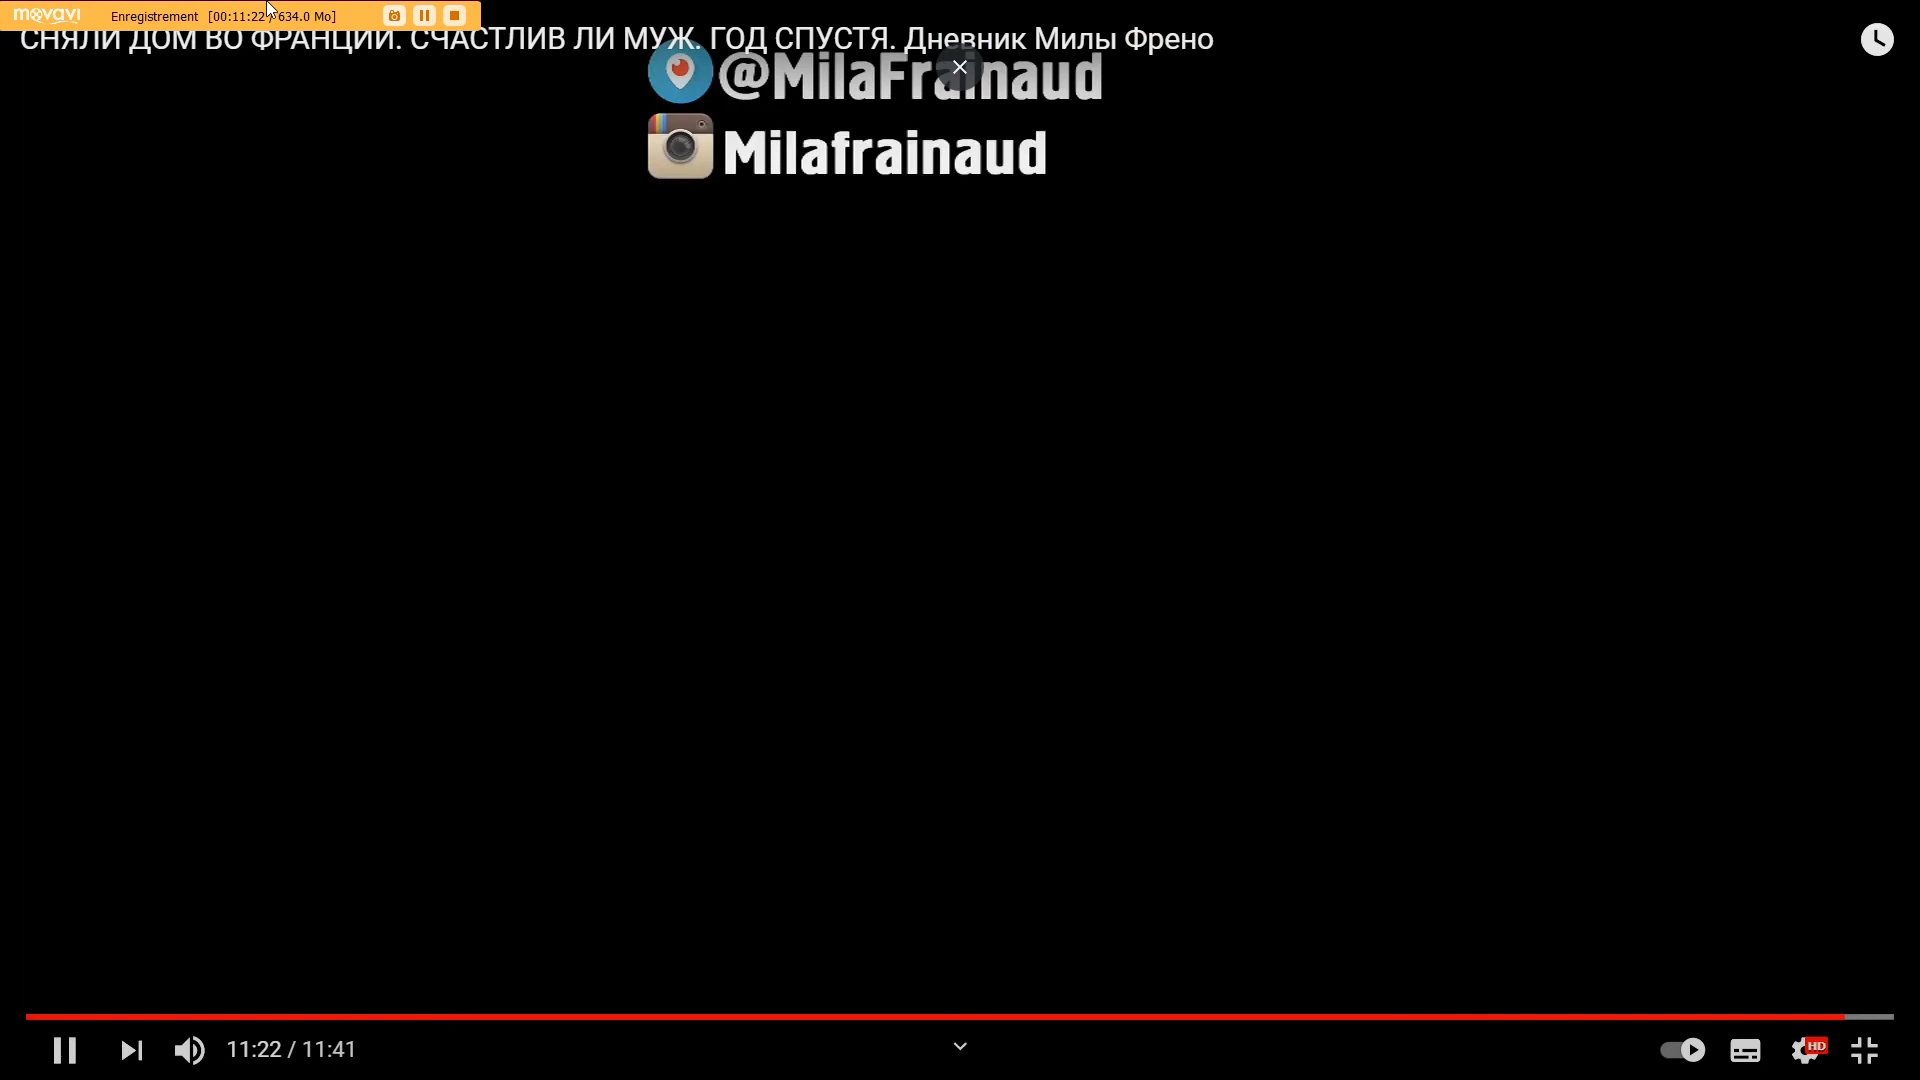 movavi Enregistrement [00:11:22 / 634.0 Mo]
СНЯЛИ ДОМ ВО ФРАНЦИИ. СЧАСТЛИВ ЛИ МУЖ. ГОД СПУСТЯ. Дневник Милы Френо
@MilaFrainaud
Milafrainaud
11:22 / 11:41
HD